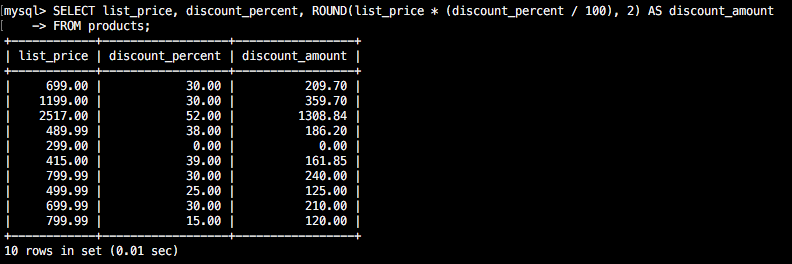 [mysql> SELECT list_price, discount_percent, ROUND(list_price * (discount_percent / 100), 2) AS discount_amount
[    -> FROM products;
+------------+------------------+-----------------+
| list_price | discount_percent | discount_amount |
+------------+------------------+-----------------+
|     699.00 |            30.00 |          209.70 |
|    1199.00 |            30.00 |          359.70 |
|    2517.00 |            52.00 |         1308.84 |
|     489.99 |            38.00 |          186.20 |
|     299.00 |             0.00 |            0.00 |
|     415.00 |            39.00 |          161.85 |
|     799.99 |            30.00 |          240.00 |
|     499.99 |            25.00 |          125.00 |
|     699.99 |            30.00 |          210.00 |
|     799.99 |            15.00 |          120.00 |
+------------+------------------+-----------------+
10 rows in set (0.01 sec)